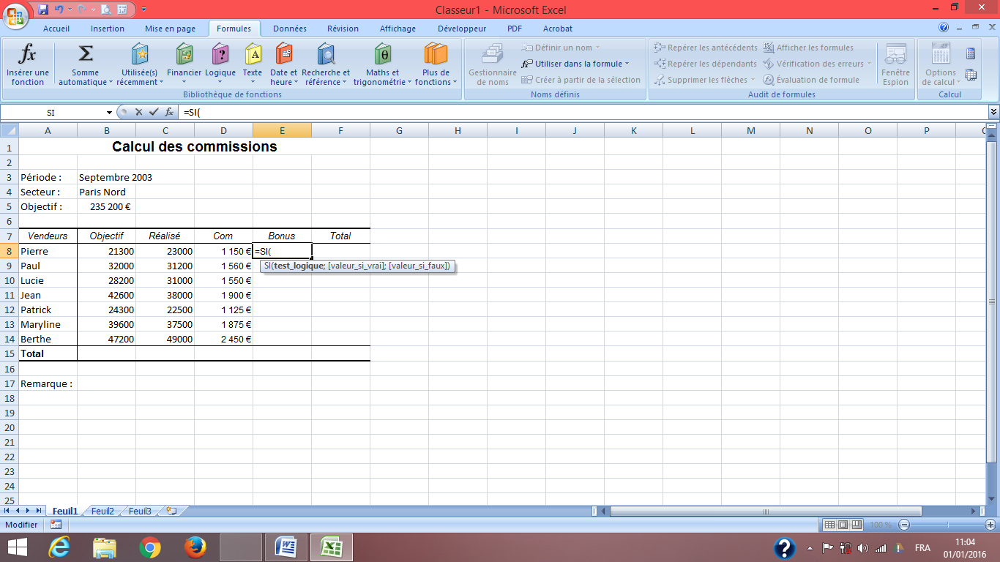 Classeur1 - Microsoft Excel
Accueil Insertion Mise en page Formules Données Révision Affichage Développeur PDF Acrobat
Insérer une fonction
Somme automatique
Utilisée(s) récemment
Financier
Logique
Texte
Date et heure
Recherche et référence
Maths et trigonométrie
Plus de fonctions
Bibliothèque de fonctions
Gestionnaire de noms
Définir un nom
Utiliser dans la formule
Créer à partir de la sélection
Noms définis
Repérer les antécédents
Repérer les dépendants
Supprimer les flèches
Afficher les formules
Vérification des erreurs
Évaluation de formule
Audit de formules
Fenêtre Espion
Options de calcul
Calcul
SI =SI(
A B C D E F G H I J K L M N O P
1 Calcul des commissions
2
3 Période : Septembre 2003
4 Secteur : Paris Nord
5 Objectif : 235 200 €
6
7 Vendeurs Objectif Réalisé Com Bonus Total
8 Pierre 21300 23000 1 150 € =SI(
SI(test_logique; [valeur_si_vrai]; [valeur_si_faux])
9 Paul 32000 31200 1 560 €
10 Lucie 28200 31000 1 550 €
11 Jean 42600 38000 1 900 €
12 Patrick 24300 22500 1 125 €
13 Maryline 39600 37500 1 875 €
14 Berthe 47200 49000 2 450 €
15 Total
16
17 Remarque :
18
19
20
21
22
23
24
25
Feuil1 Feuil2 Feuil3
Modifier 100 %
FRA 11:04
01/01/2016